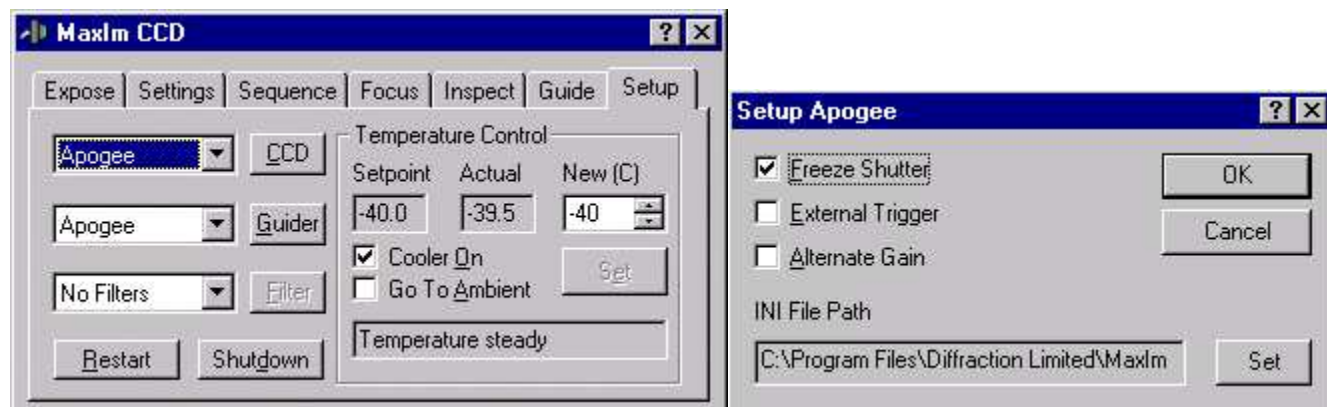 MaxIm CCD
Expose Settings Sequence Focus Inspect Guide Setup
Apogee CCD
Apogee Guider
No Filters Filter
Restart Shutdown
Temperature Control
Setpoint Actual New (C)
-40.0 -39.5 -40
Cooler On
Go To Ambient
Set
Temperature steady
Setup Apogee
Freeze Shutter
External Trigger
Alternate Gain
OK
Cancel
INI File Path
C:\Program Files\Diffraction Limited\MaxIm Set